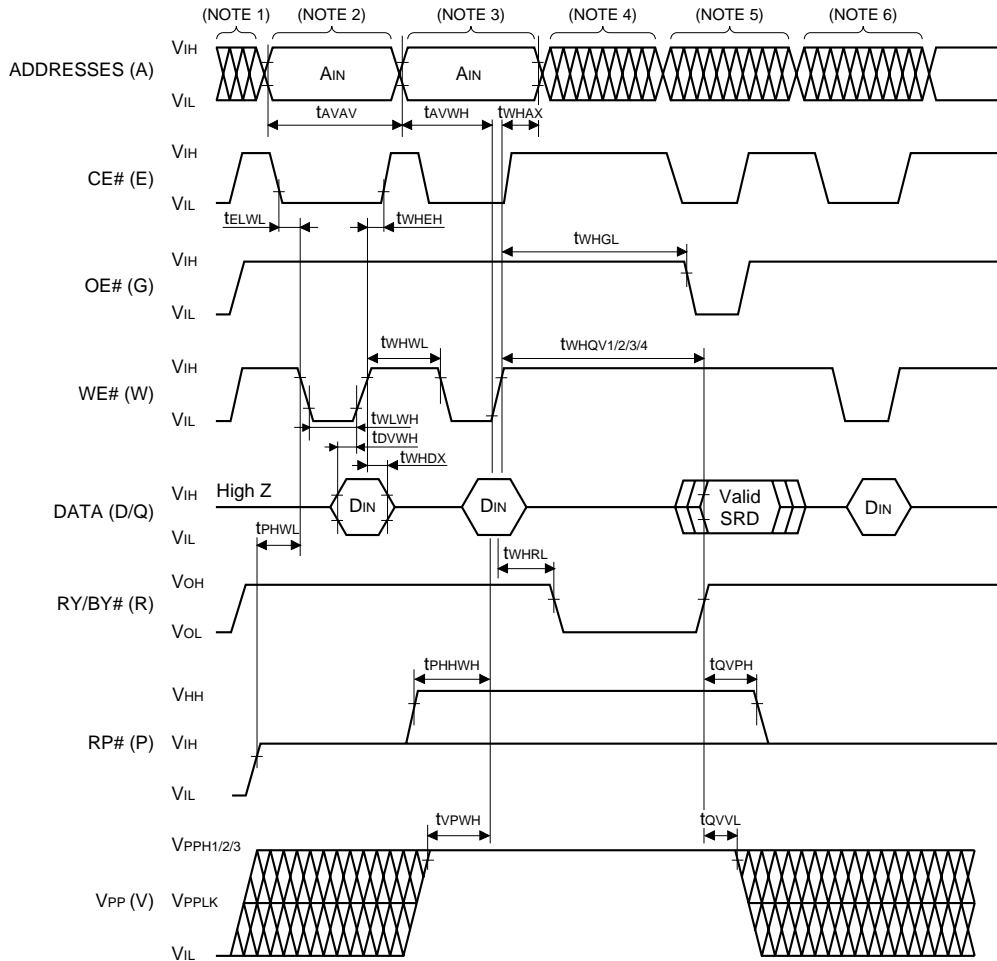 (NOTE 1) (NOTE 2) (NOTE 3) (NOTE 4) (NOTE 5) (NOTE 6)
VIH
ADDRESSES (A) AIN AIN
VIL
tAVAV tAVWH tWHAX
VIH
CE# (E)
VIL
tELWL tWHEH
tWHGL
VIH
OE# (G)
VIL
tWHWL tWHQV1/2/3/4
VIH
WE# (W)
VIL
tWLWH
tDVWH
tWHDX
VIH High Z
DATA (D/Q) DIN DIN Valid SRD DIN
VIL
tPHWL
tWHRL
VOH
RY/BY# (R)
VOL
tPHHWH tQVPH
VHH
RP# (P) VIH
VIL
tVPWH tQVVL
VPPH1/2/3
VPP (V) VPPLK
VIL